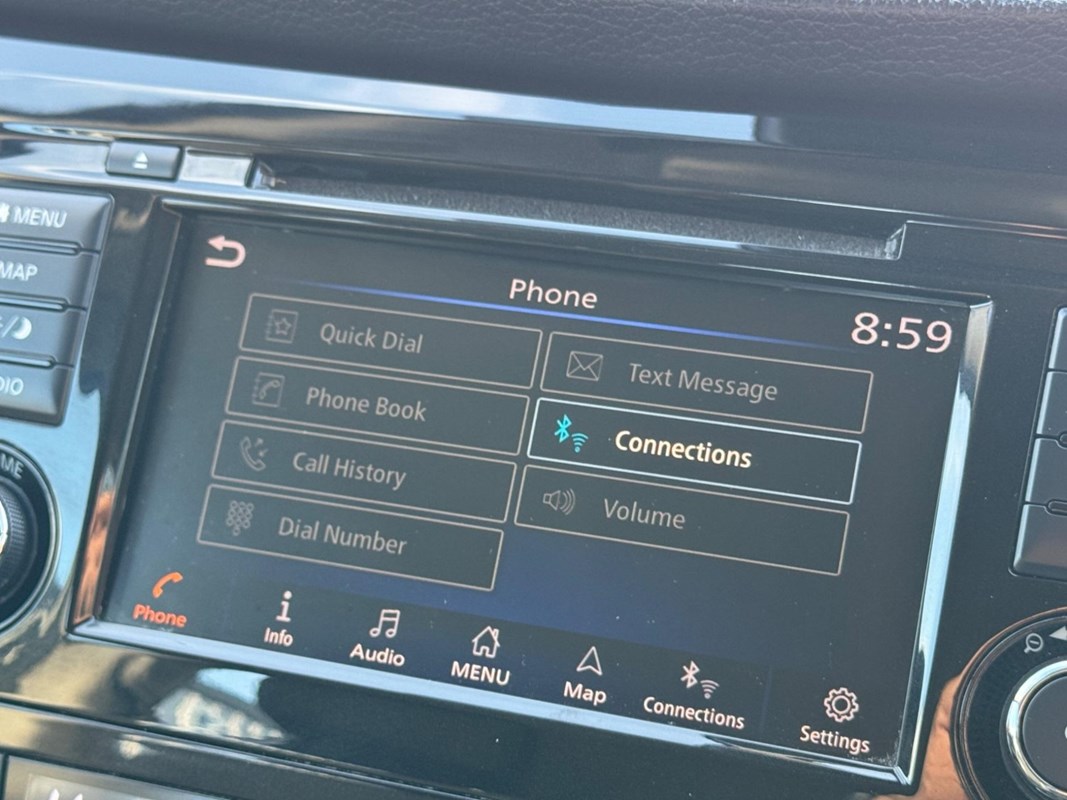 MENU
MAP
Phone
8:59
Quick Dial
Text Message
Phone Book
Connections
Call History
Volume
Dial Number
Phone
Info
Audio
MENU
Map
Connections
Settings